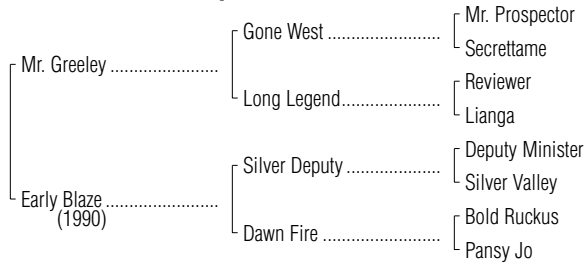 Mr. Prospector
Gone West ......................
Secrettame
Mr. Greeley .....................
Reviewer
Long Legend...................
Lianga
Deputy Minister
Silver Deputy ..................
Silver Valley
Early Blaze ......................
(1990)
Bold Ruckus
Dawn Fire .......................
Pansy Jo